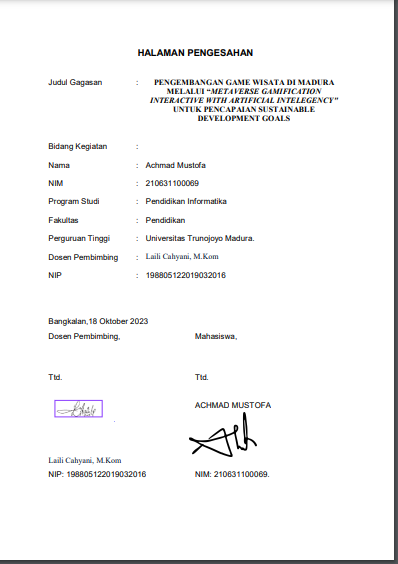 HALAMAN PENGESAHAN
Judul Gagasan : PENGEMBANGAN GAME WISATA DI MADURA
MELALUI “METAVERSE GAMIFICATION
INTERACTIVE WITH ARTIFICIAL INTELEGENCY”
UNTUK PENCAPAIAN SUSTAINABLE
DEVELOPMENT GOALS
Bidang Kegiatan :
Nama : Achmad Mustofa
NIM : 210631100069
Program Studi : Pendidikan Informatika
Fakultas : Pendidikan
Perguruan Tinggi : Universitas Trunojoyo Madura.
Dosen Pembimbing : Laili Cahyani, M.Kom
NIP : 198805122019032016
Bangkalan,18 Oktober 2023
Dosen Pembimbing, Mahasiswa,
Ttd. Ttd.
ACHMAD MUSTOFA
Laili Cahyani, M.Kom
NIP: 198805122019032016 NIM: 210631100069.